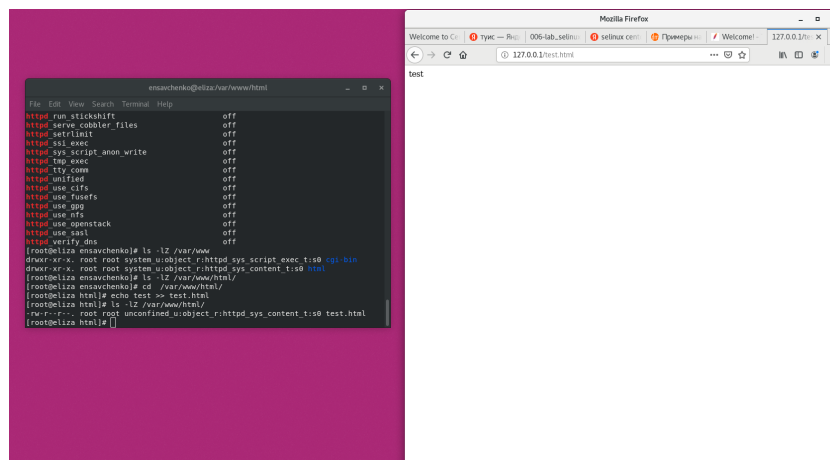 ensavchenko@eliza:/var/www/html
File Edit View Search Terminal Help
httpd_run_stickshift off
httpd_serve_cobbler_files off
httpd_setrlimit off
httpd_ssi_exec off
httpd_sys_script_anon_write off
httpd_tmp_exec off
httpd_tty_comm off
httpd_unified off
httpd_use_cifs off
httpd_use_fusefs off
httpd_use_gpg off
httpd_use_nfs off
httpd_use_openstack off
httpd_use_sasl off
httpd_verify_dns off
[root@eliza ensavchenko]# ls -lZ /var/www
drwxr-xr-x. root root system_u:object_r:httpd_sys_script_exec_t:s0 cgi-bin
drwxr-xr-x. root root system_u:object_r:httpd_sys_content_t:s0 html
[root@eliza ensavchenko]# ls -lZ /var/www/html/
[root@eliza ensavchenko]# cd  /var/www/html/
[root@eliza html]# echo test >> test.html
[root@eliza html]# ls -lZ /var/www/html/
-rw-r--r--. root root unconfined_u:object_r:httpd_sys_content_t:s0 test.html
[root@eliza html]#
Mozilla Firefox
Welcome to Ce туис — Янд 006-lab_selinu selinux cent Примеры Welcome! - 127.0.0.1/te
127.0.0.1/test.html
test